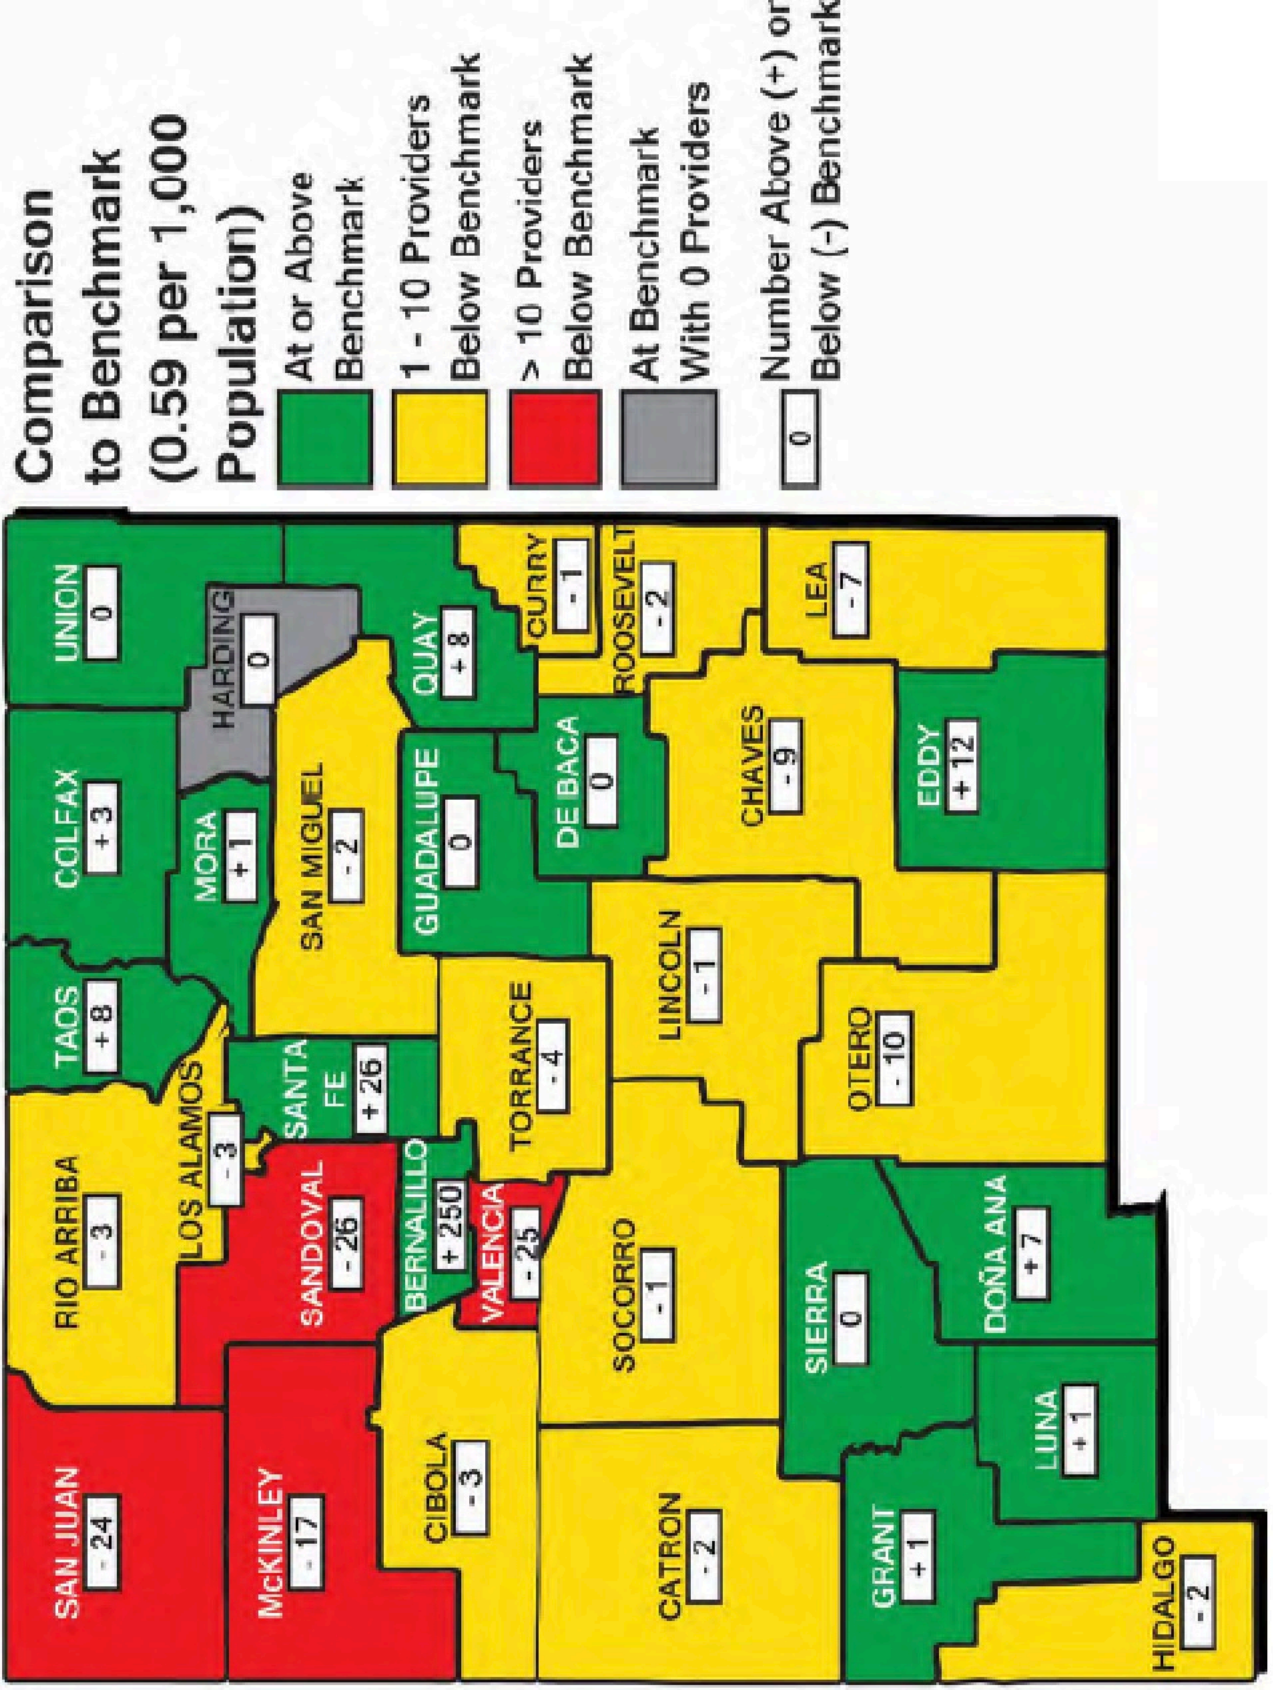 Comparison
to Benchmark
(0.59 per 1,000
Population)
At or Above
Benchmark
1 - 10 Providers
Below Benchmark
> 10 Providers
Below Benchmark
At Benchmark
With 0 Providers
0
Number Above (+) or
Below (-) Benchmark
SAN JUAN
- 24
RIO ARRIBA
- 3
TAOS
+ 8
COLFAX
+ 3
UNION
0
LOS ALAMOS
- 3
MORA
+ 1
HARDING
0
McKINLEY
- 17
SANDOVAL
- 26
SANTA
FE
+ 26
SAN MIGUEL
- 2
QUAY
+ 8
CIBOLA
- 3
BERNALILLO
+ 250
VALENCIA
- 25
TORRANCE
- 4
GUADALUPE
0
CURRY
- 1
DE BACA
0
ROOSEVELT
- 2
CATRON
- 2
SOCORRO
- 1
LINCOLN
- 1
CHAVES
- 9
LEA
- 7
GRANT
+ 1
SIERRA
0
OTERO
- 10
EDDY
+ 12
LUNA
+ 1
DOÑA ANA
+ 7
HIDALGO
- 2